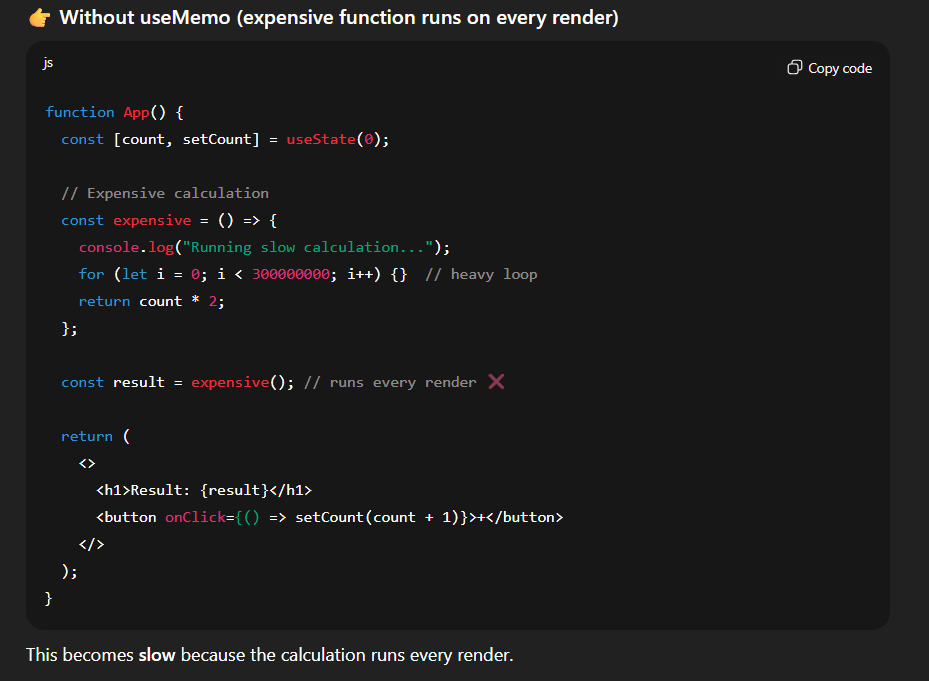 👉 Without useMemo (expensive function runs on every render)
js
Copy code
function App() {
  const [count, setCount] = useState(0);

  // Expensive calculation
  const expensive = () => {
    console.log("Running slow calculation...");
    for (let i = 0; i < 300000000; i++) {}  // heavy loop
    return count * 2;
  };

  const result = expensive(); // runs every render ❌

  return (
    <>
      <h1>Result: {result}</h1>
      <button onClick={() => setCount(count + 1)}>+</button>
    </>
  );
}
This becomes slow because the calculation runs every render.